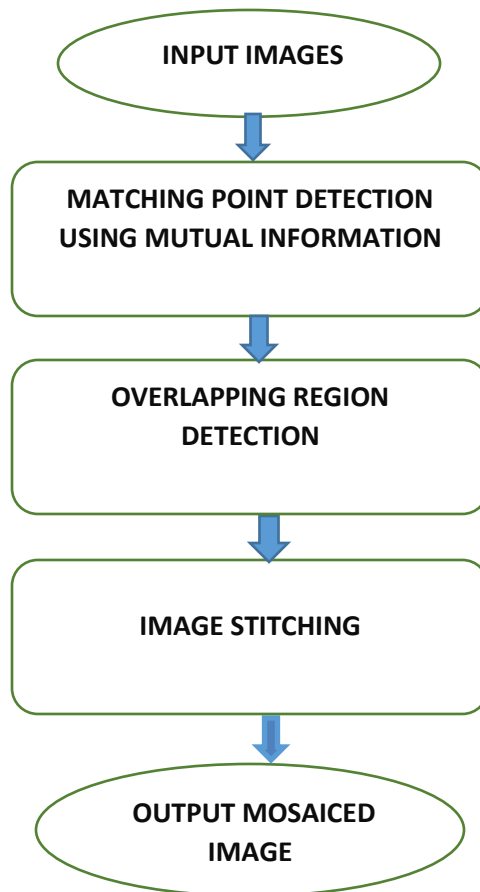 INPUT IMAGES
MATCHING POINT DETECTION
USING MUTUAL INFORMATION
OVERLAPPING REGION
DETECTION
IMAGE STITCHING
OUTPUT MOSAICED
IMAGE